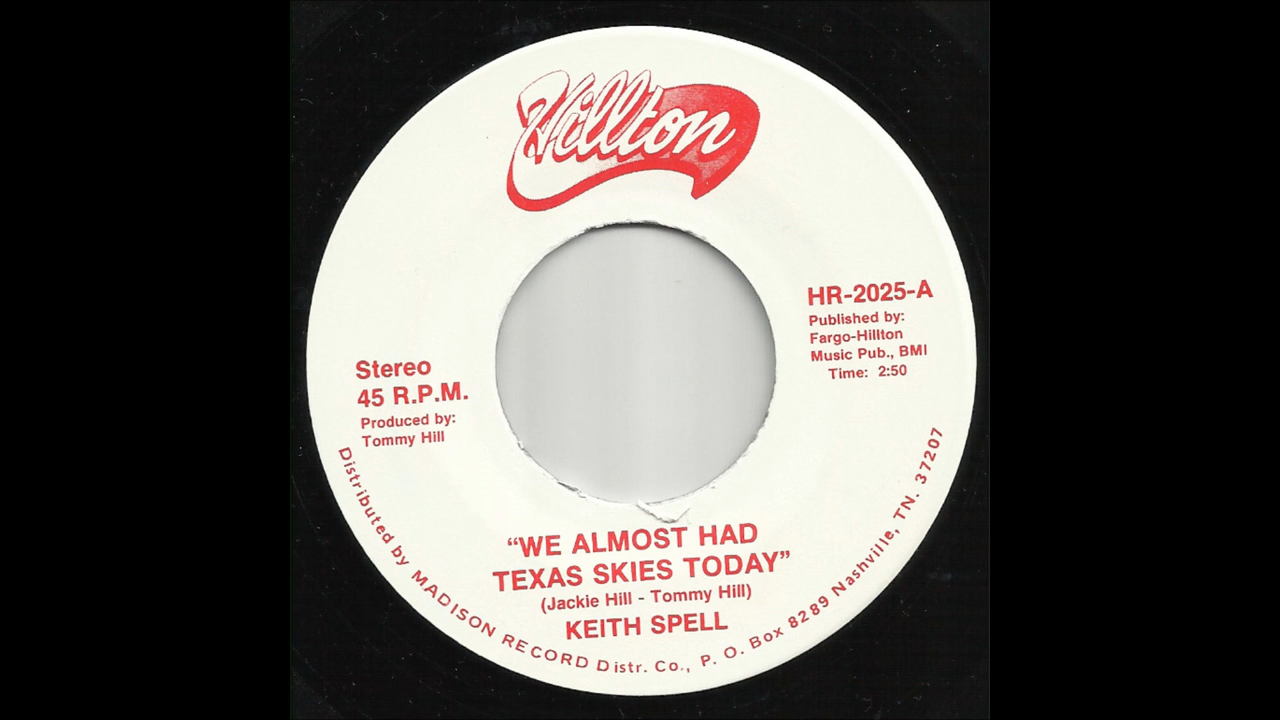 Hillton
HR-2025-A
Published by:
Fargo-Hillton
Music Pub., BMI
Time: 2:50
Stereo
45 R.P.M.
Produced by:
Tommy Hill
“WE ALMOST HAD
TEXAS SKIES TODAY”
(Jackie Hill - Tommy Hill)
KEITH SPELL
Distributed by MADISON RECORD Distr. Co., P. O. Box 8289 Nashville, TN. 37207